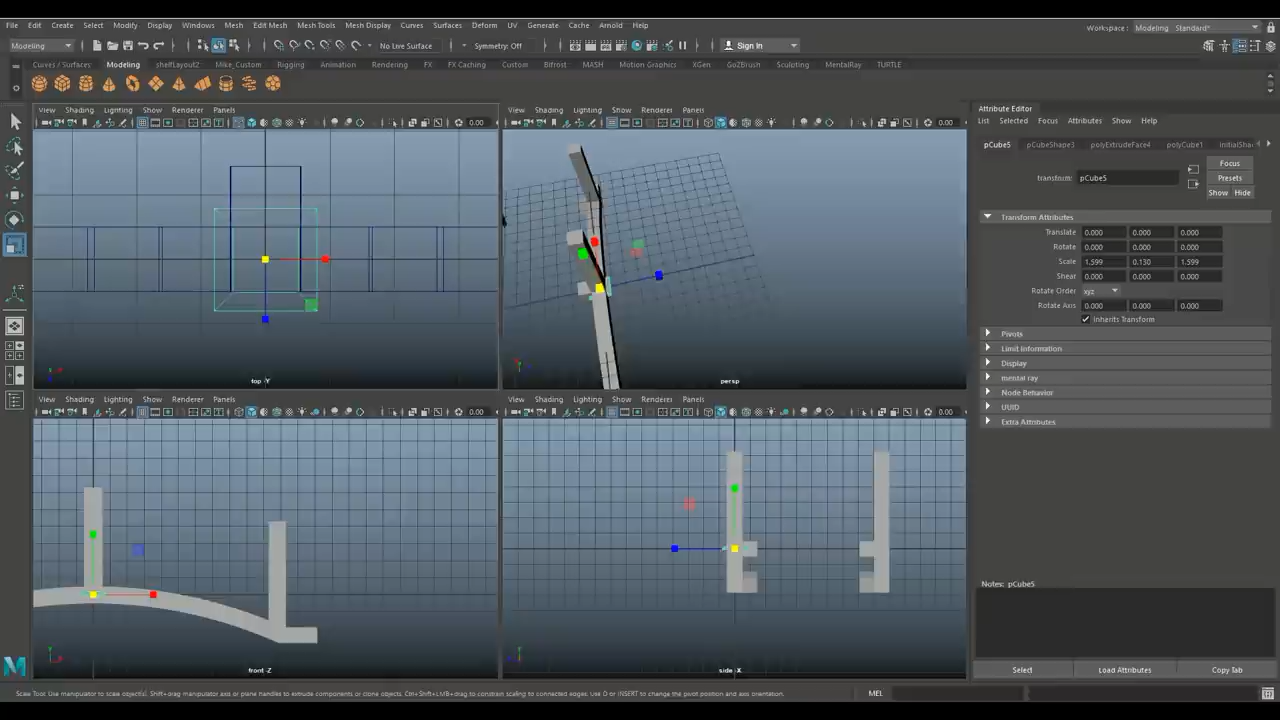 File Edit Create Select Modify Display Windows Mesh Edit Mesh Mesh Tools Mesh Display Curves Surfaces Deform UV Generate Cache Arnold Help
Workspace: Modeling - Standard*
Modeling No Live Surface Symmetry: Off Sign In
Curves / Surfaces Modeling shelfLayout2 Mike_Custom Rigging Animation Rendering FX FX Caching Custom Arnold Bifrost MASH Motion Graphics XGen GoZBrush Sculpting MentalRay TURTLE
View Shading Lighting Show Renderer Panels
0.00
top -Y
View Shading Lighting Show Renderer Panels
0.00
persp
View Shading Lighting Show Renderer Panels
0.00
front -Z
View Shading Lighting Show Renderer Panels
0.00
side -X
Attribute Editor
List Selected Focus Attributes Show Help
pCube5 pCubeShape3 polyExtrudeFace4 polyCube1 initialSha
Focus
transform: pCube5 Presets
Show Hide
Transform Attributes
Translate 0.000 0.000 0.000
Rotate 0.000 0.000 0.000
Scale 1.599 0.130 1.599
Shear 0.000 0.000 0.000
Rotate Order xyz
Rotate Axis 0.000 0.000 0.000
Inherits Transform
Pivots
Limit Information
Display
mental ray
Node Behavior
UUID
Extra Attributes
Notes: pCube5
Select Load Attributes Copy Tab
Scale Tool: Use manipulator to scale object(s). Shift+drag manipulator axis or plane handles to extrude components or clone objects. Ctrl+Shift+LMB+drag to constrain scaling to connected edges. Use D or INSERT to change the pivot position and axis orientation.
MEL